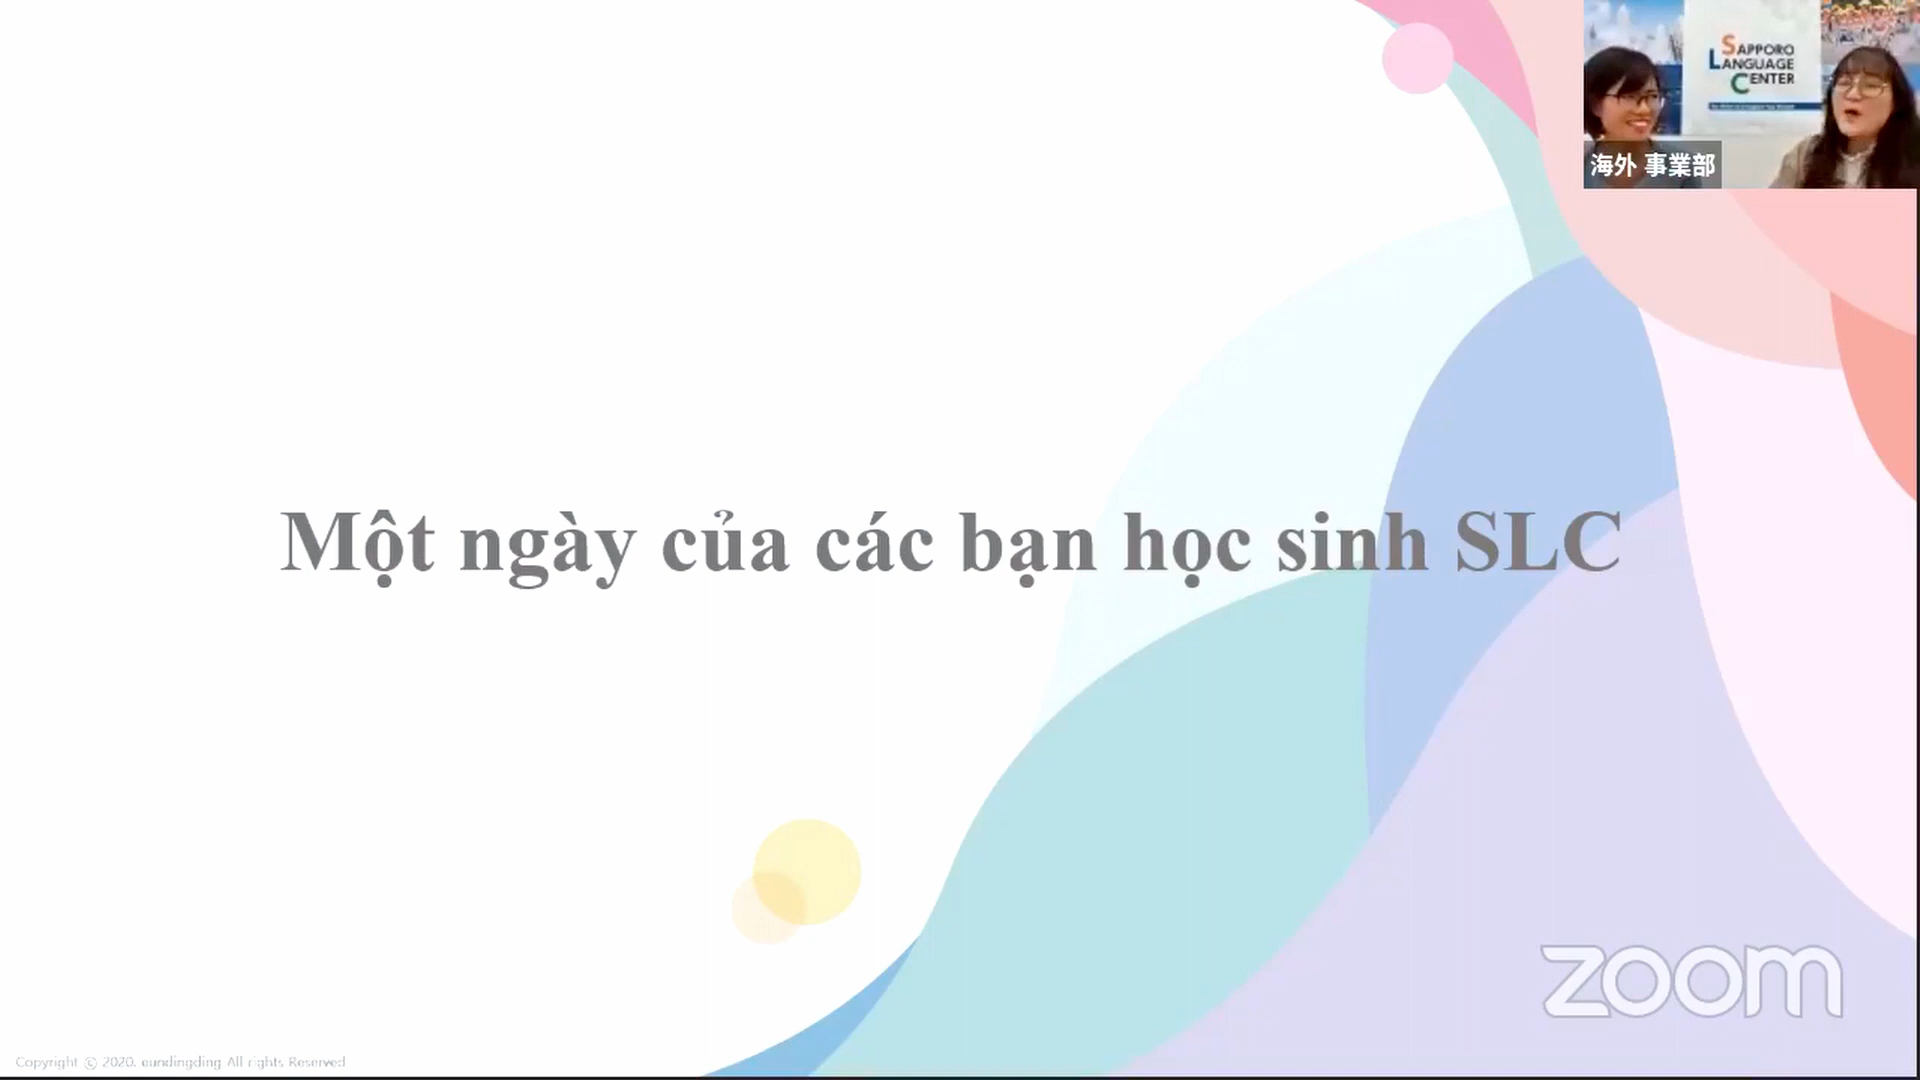 SAPPORO
LANGUAGE
CENTER
海外 事業部
Một ngày của các bạn học sinh SLC
zoom
Copyright ⓒ 2020. eundingding All rights Reserved